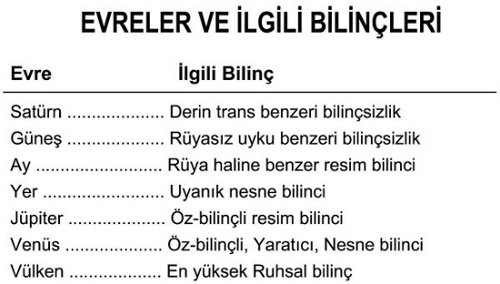 EVRELER VE İLGİLİ BİLİNÇLERİ
Evre İlgili Bilinç
Satürn .................... Derin trans benzeri bilinçsizlik
Güneş .................... Rüyasız uyku benzeri bilinçsizlik
Ay .......................... Rüya haline benzer resim bilinci
Yer ......................... Uyanık nesne bilinci
Jüpiter .................... Öz-bilinçli resim bilinci
Venüs .................... Öz-bilinçli, Yaratıcı, Nesne bilinci
Vülken ................... En yüksek Ruhsal bilinç